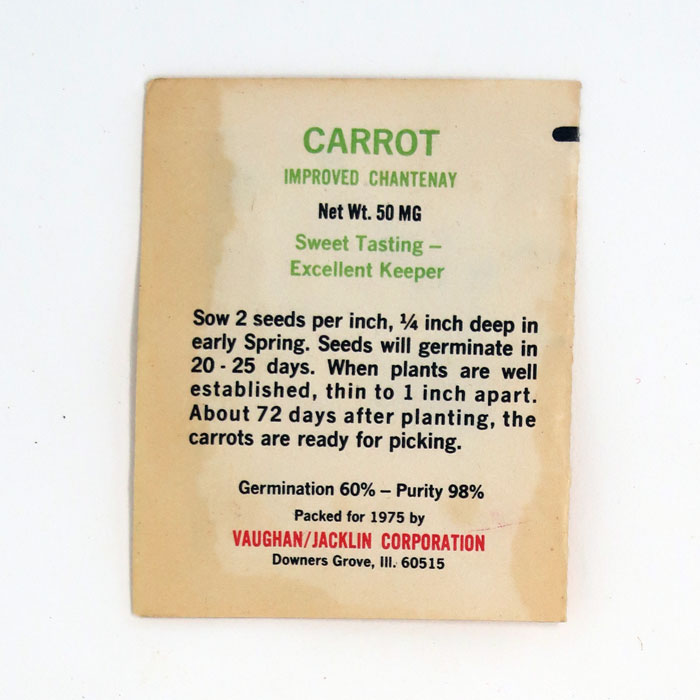 CARROT
IMPROVED CHANTENAY
Net Wt. 50 MG
Sweet Tasting –
Excellent Keeper
Sow 2 seeds per inch, ¼ inch deep in
early Spring. Seeds will germinate in
20 - 25 days. When plants are well
established, thin to 1 inch apart.
About 72 days after planting, the
carrots are ready for picking.
Germination 60% – Purity 98%
Packed for 1975 by
VAUGHAN/JACKLIN CORPORATION
Downers Grove, Ill. 60515